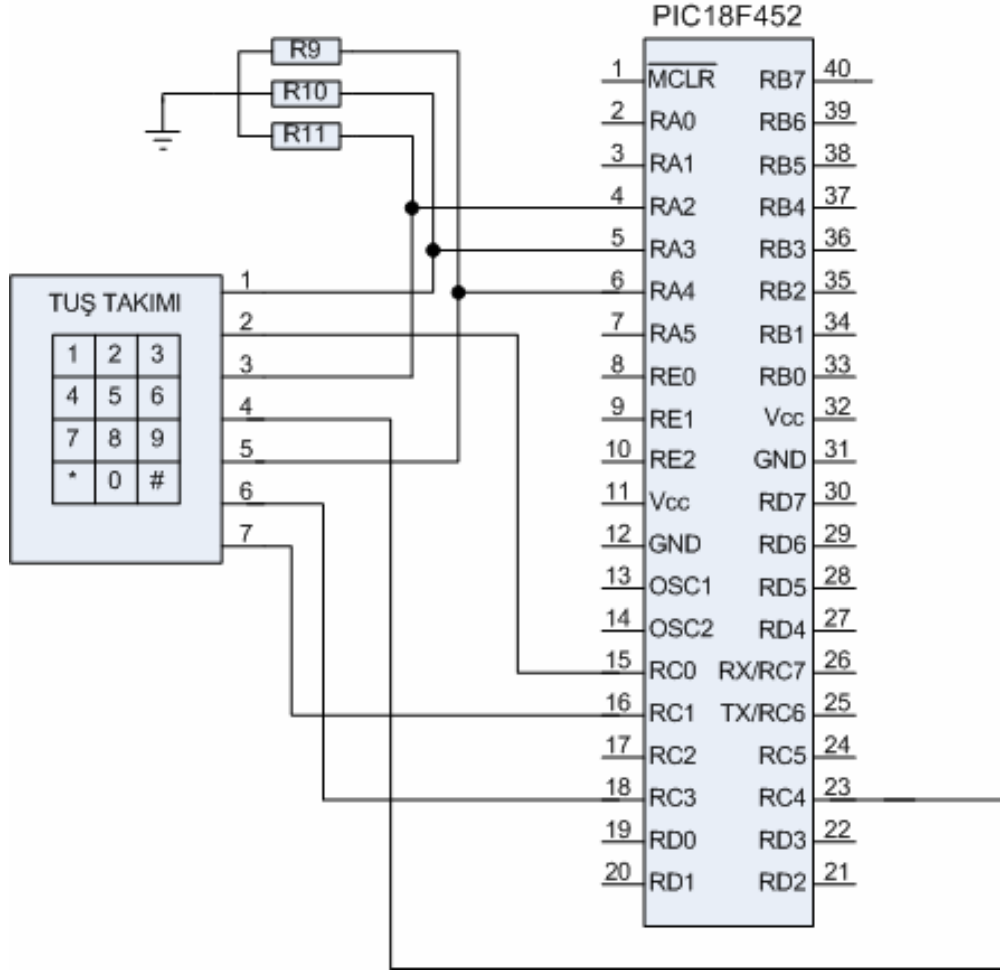 PIC18F452
R9
R10
R11
TUŞ TAKIMI
1 2 3
4 5 6
7 8 9
* 0 #
1
2
3
4
5
6
7
1 MCLR RB7 40
2 RA0 RB6 39
3 RA1 RB5 38
4 RA2 RB4 37
5 RA3 RB3 36
6 RA4 RB2 35
7 RA5 RB1 34
8 RE0 RB0 33
9 RE1 Vcc 32
10 RE2 GND 31
11 Vcc RD7 30
12 GND RD6 29
13 OSC1 RD5 28
14 OSC2 RD4 27
15 RC0 RX/RC7 26
16 RC1 TX/RC6 25
17 RC2 RC5 24
18 RC3 RC4 23
19 RD0 RD3 22
20 RD1 RD2 21